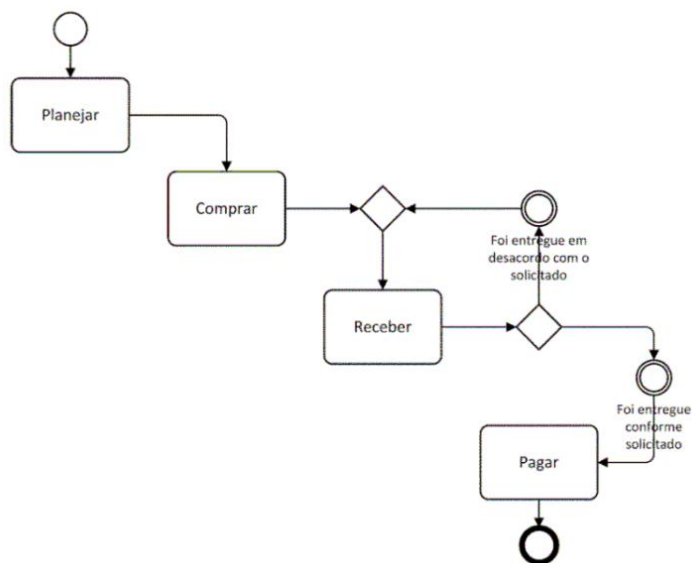 Planejar
Comprar
Foi entregue em
desacordo com o
solicitado
Receber
Foi entregue
conforme
solicitado
Pagar